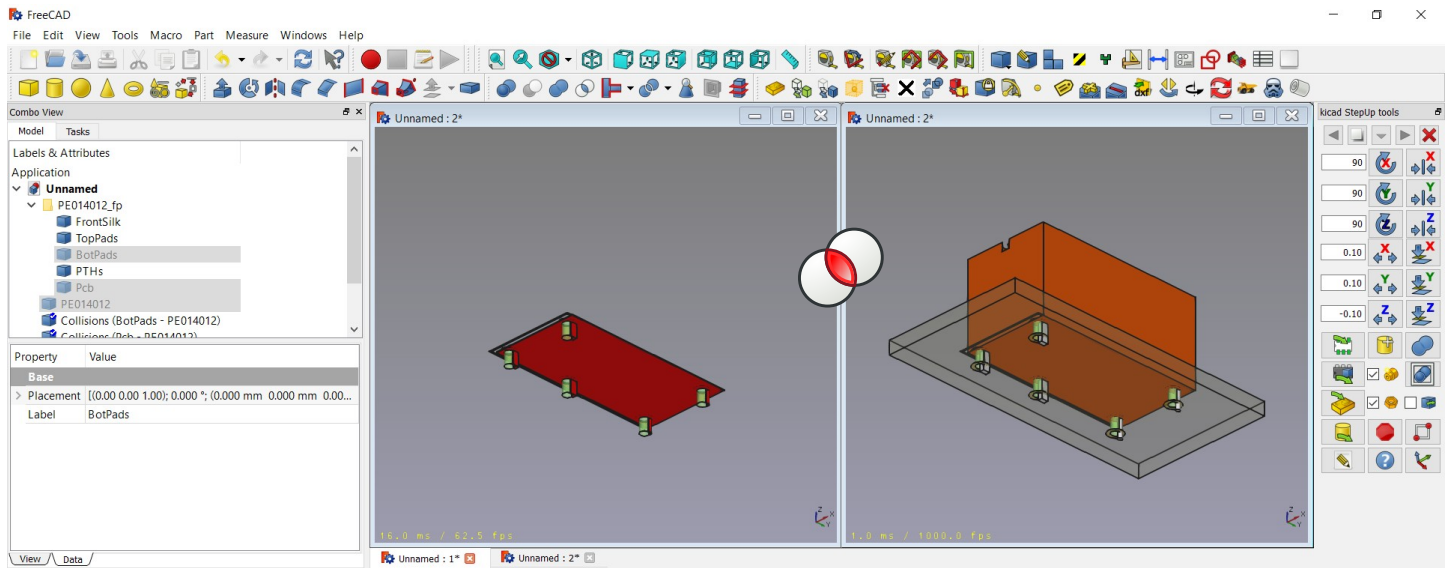 FreeCAD
File Edit View Tools Macro Part Measure Windows Help
Combo View
Model Tasks
Labels & Attributes
Application
Unnamed
PE014012_fp
FrontSilk
TopPads
BotPads
PTHs
Pcb
PE014012
Collisions (BotPads - PE014012)
Collisions (Pcb - PE014012)
Property Value
Base
Placement [(0.00 0.00 1.00); 0.000 °; (0.000 mm 0.000 mm 0.00...
Label BotPads
View Data
Unnamed : 2*
16.0 ms / 62.5 fps
Z X Y
Unnamed : 2*
1.0 ms / 1000.0 fps
Z X Y
Unnamed : 1* Unnamed : 2*
kicad StepUp tools
90 X X
90 Y Y
90 Z Z
0.10 X X
0.10 Y Y
-0.10 Z Z